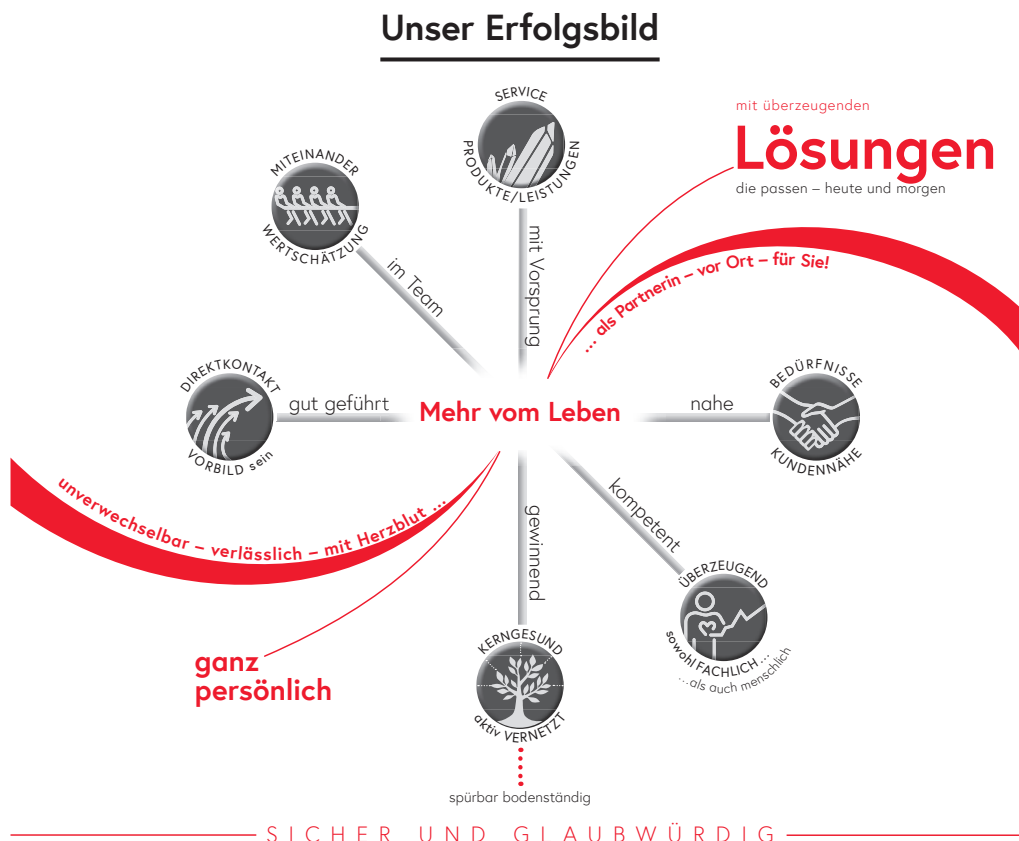 Unser Erfolgsbild
SERVICE
PRODUKTE/LEISTUNGEN
mit Vorsprung
mit überzeugenden
Lösungen
die passen – heute und morgen
MITEINANDER
WERTSCHÄTZUNG
im Team
... als Partnerin – vor Ort – für Sie!
DIREKTKONTAKT
VORBILD sein
gut geführt
Mehr vom Leben
nahe
BEDÜRFNISSE
KUNDENNÄHE
unverwechselbar – verlässlich – mit Herzblut ...
gewinnend
kompetent
ÜBERZEUGEND
sowohl FACHLICH ...
...als auch menschlich
ganz
persönlich
KERNGESUND
aktiv VERNETZT
spürbar bodenständig
SICHER UND GLAUBWÜRDIG